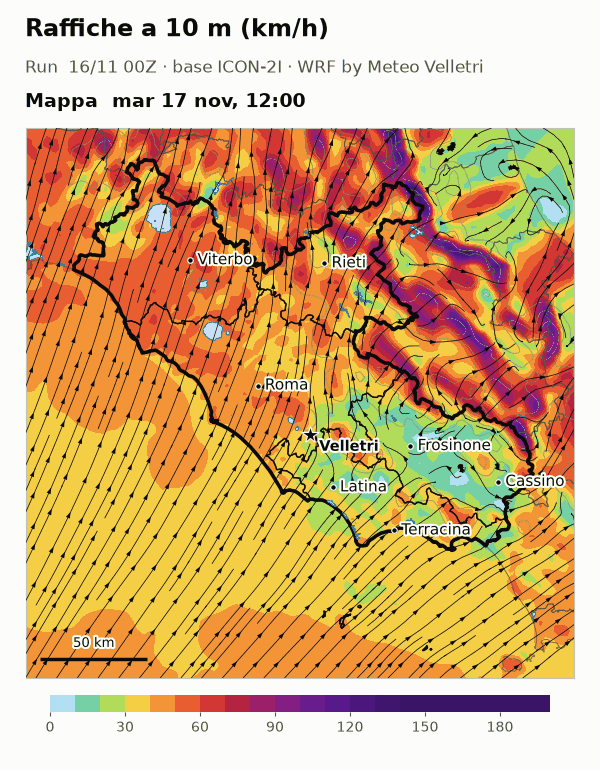 Raffiche a 10 m (km/h)
Run 16/11 00Z · base ICON-2I · WRF by Meteo Velletri
Mappa mar 17 nov, 12:00
Viterbo
Rieti
Roma
Velletri
Frosinone
Cassino
Latina
Terracina
50 km
0 30 60 90 120 150 180